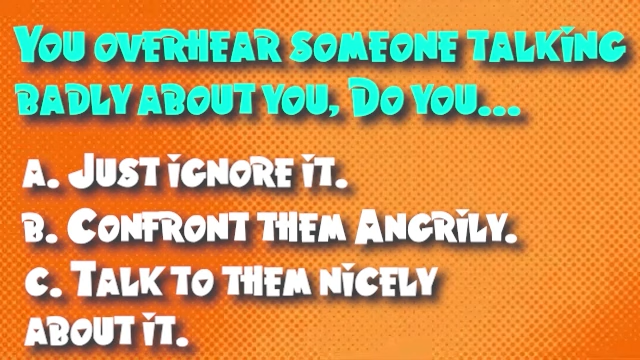 You overhear someone talking
badly about you, Do you...
a. Just ignore it.
b. Confront them Angrily.
c. Talk to them nicely
about it.